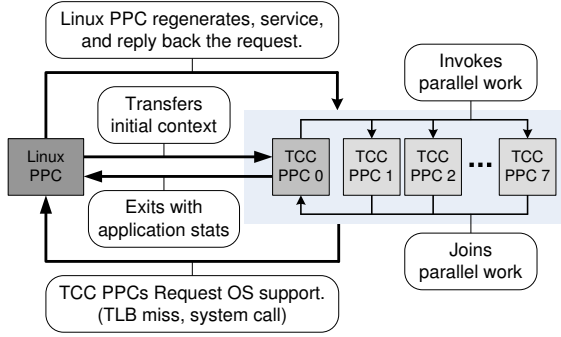 Linux PPC regenerates, service,
and reply back the request.
Invokes
parallel work
Transfers
initial context
Linux
PPC
TCC
PPC 0
TCC
PPC 1
TCC
PPC 2
...
TCC
PPC 7
Exits with
application stats
Joins
parallel work
TCC PPCs Request OS support.
(TLB miss, system call)